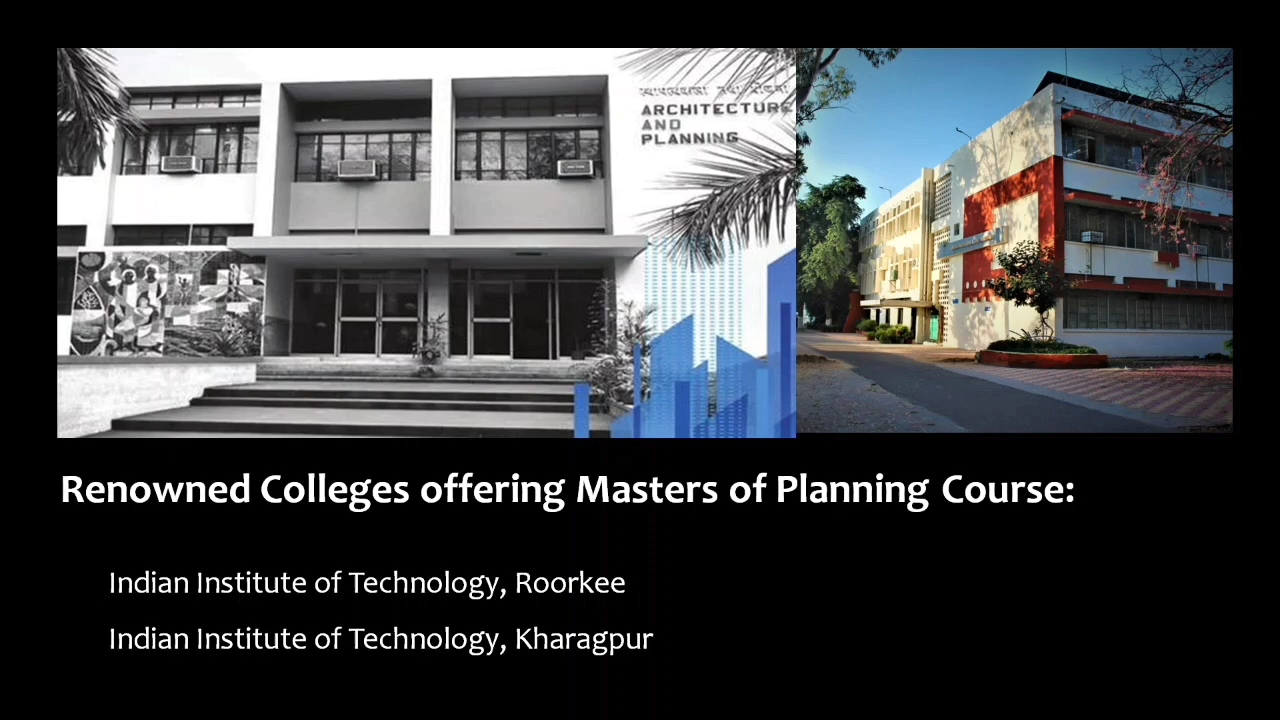 ARCHITECTURE
AND
PLANNING
Renowned Colleges offering Masters of Planning Course:
Indian Institute of Technology, Roorkee
Indian Institute of Technology, Kharagpur